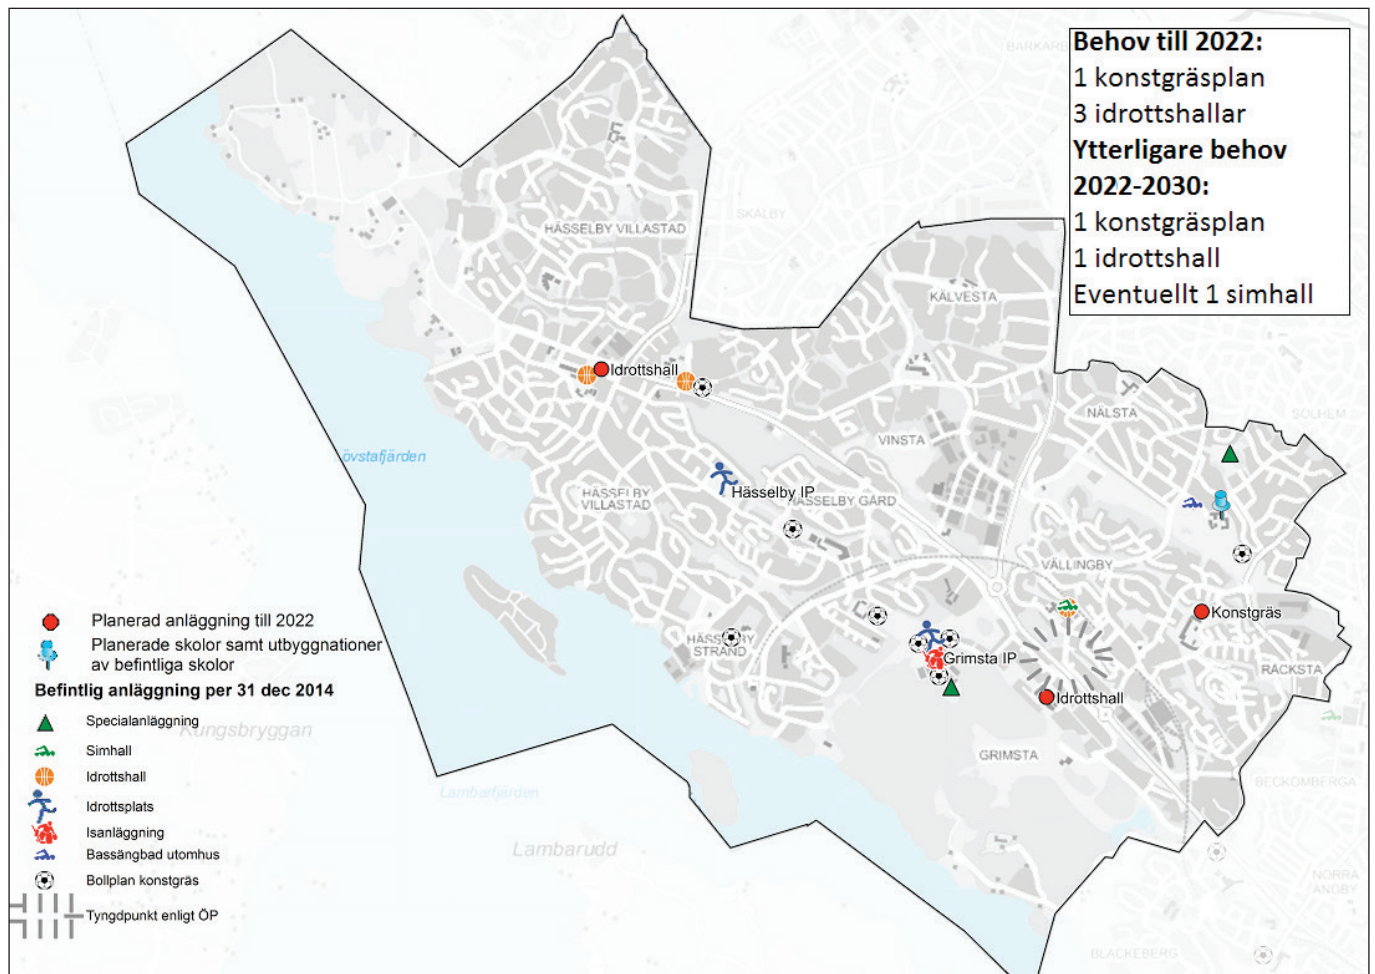 Behov till 2022:
1 konstgräsplan
3 idrottshallar
Ytterligare behov
2022-2030:
1 konstgräsplan
1 idrottshall
Eventuellt 1 simhall
SKÄLBY
HÄSSELBY VILLASTAD
KÄLVESTA
Idrottshall
NÄLSTA
SOLHEM
VINSTA
Hässelby IP
HÄSSELBY GÅRD
HÄSSELBY
VILLASTAD
VÄLLINGBY
Konstgräs
HÄSSELBY
STRAND
Grimsta IP
RÅCKSTA
Idrottshall
GRIMSTA
BECKOMBERGA
Kungsbryggan
Lambarfjärden
Lambarudd
NORRA
ÄNGBY
BLACKEBERG
Planerad anläggning till 2022
Planerade skolor samt utbyggnationer
av befintliga skolor
Befintlig anläggning per 31 dec 2014
Specialanläggning
Simhall
Idrottshall
Idrottsplats
Isanläggning
Bassängbad utomhus
Bollplan konstgräs
Tyngdpunkt enligt ÖP